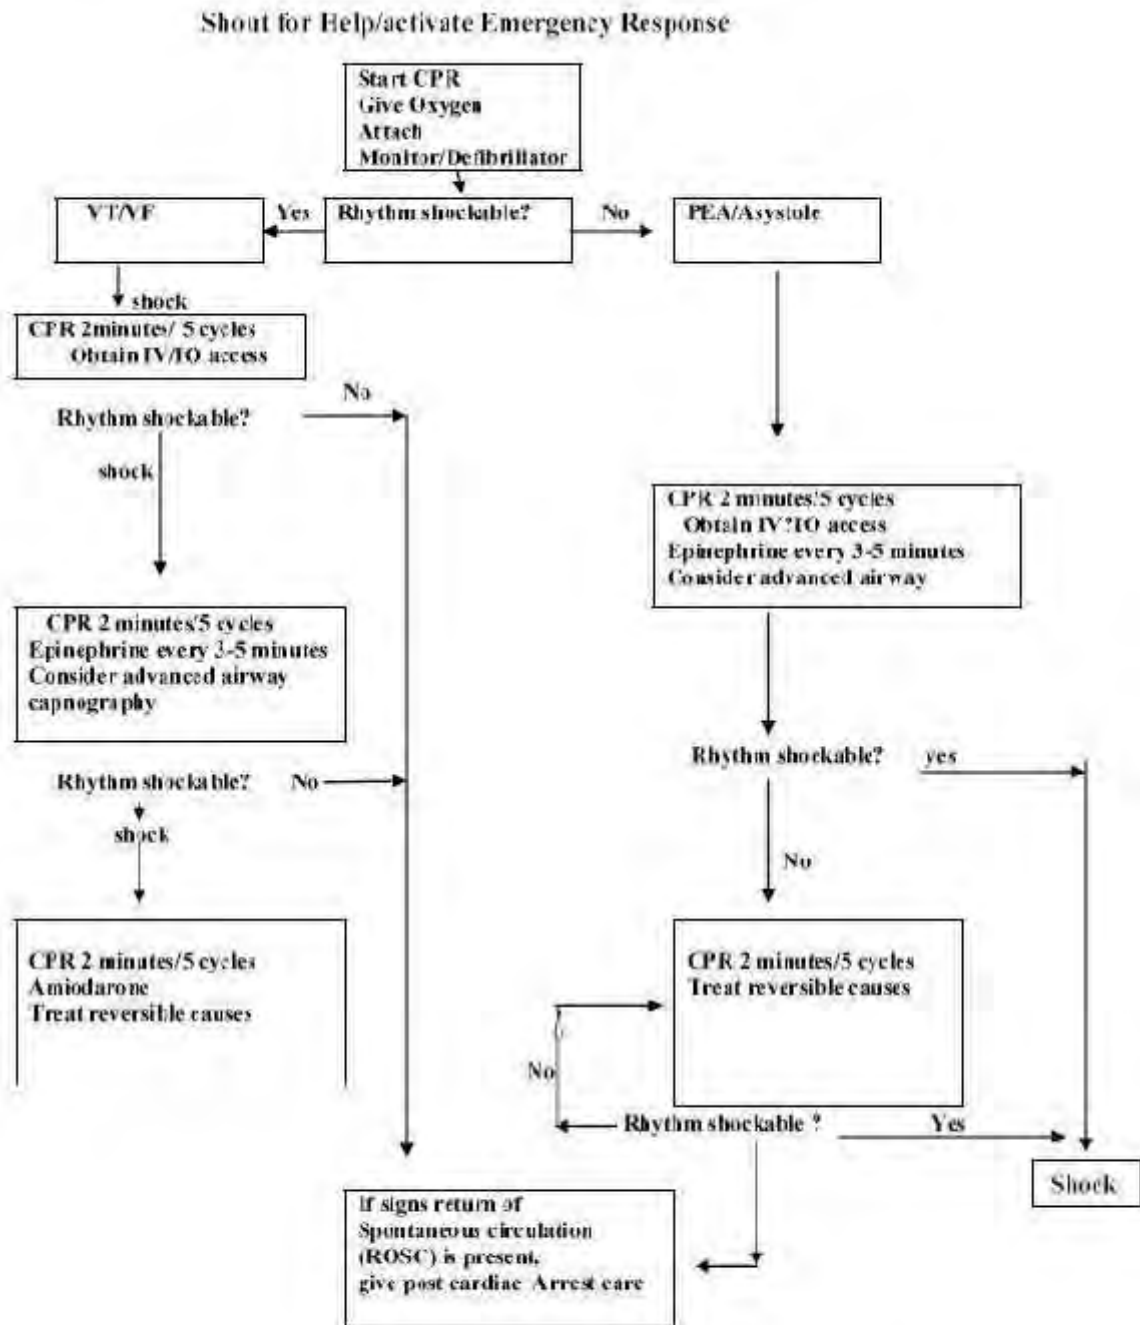 Shout for Help/activate Emergency Response
Start CPR
Give Oxygen
Attach
Monitor/Defibrillator
VT/VF
Yes
Rhythm shockable?
No
PEA/Asystole
shock
CPR 2minutes/ 5 cycles
Obtain IV/IO access
No
Rhythm shockable?
shock
CPR 2 minutes/5 cycles
Obtain IV?IO access
Epinephrine every 3-5 minutes
Consider advanced airway
CPR 2 minutes/5 cycles
Epinephrine every 3-5 minutes
Consider advanced airway
capnography
Rhythm shockable?
yes
Rhythm shockable?
No
shock
No
CPR 2 minutes/5 cycles
Amiodarone
Treat reversible causes
CPR 2 minutes/5 cycles
Treat reversible causes
No
Rhythm shockable ?
Yes
Shock
If signs return of
Spontaneous circulation
(ROSC) is present,
give post cardiac Arrest care